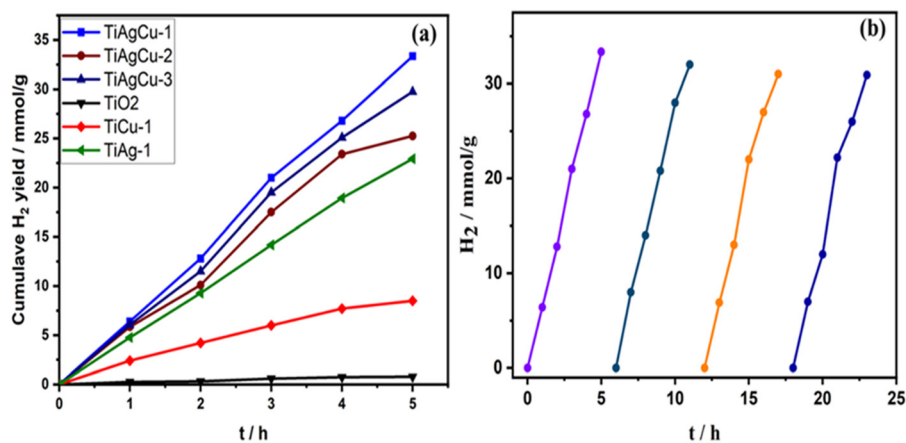 (a)
TiAgCu-1
TiAgCu-2
TiAgCu-3
TiO2
TiCu-1
TiAg-1
Cumulave H2 yield / mmol/g
35
30
25
20
15
10
5
0
0 1 2 3 4 5
t / h
(b)
H2 / mmol/g
30
20
10
0
0 5 10 15 20 25
t / h